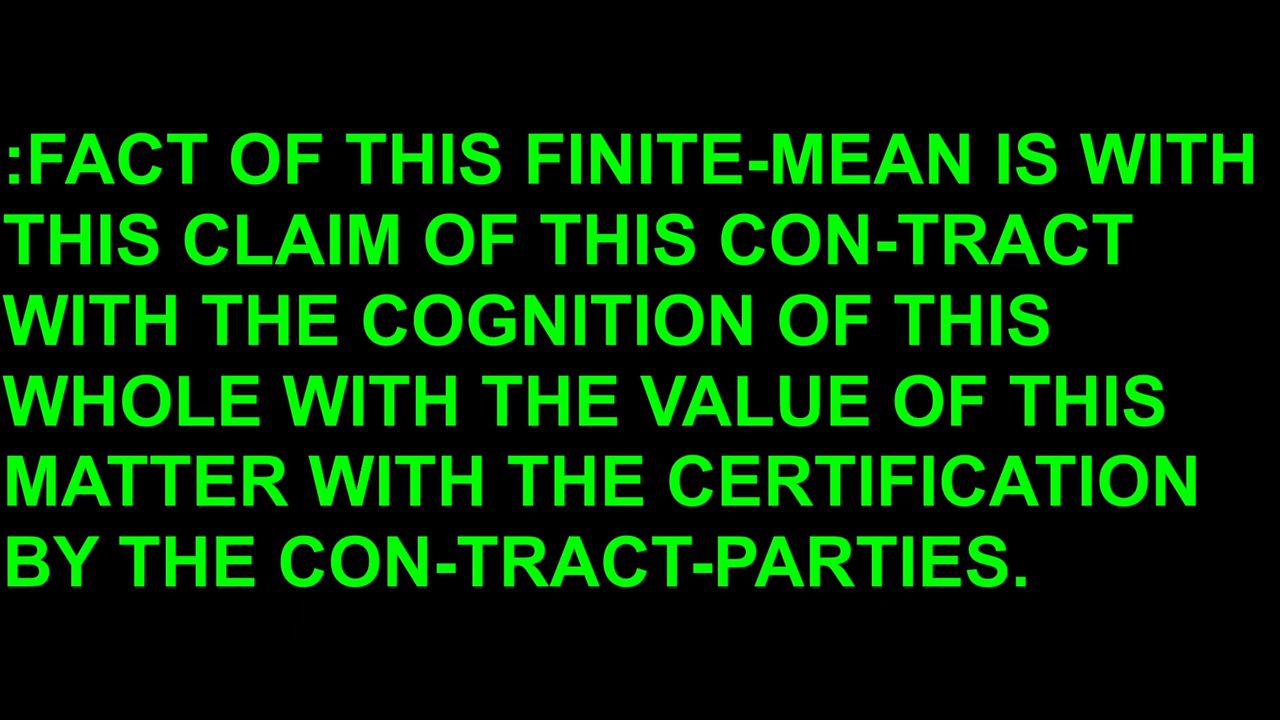 :FACT OF THIS FINITE-MEAN IS WITH
THIS CLAIM OF THIS CON-TRACT
WITH THE COGNITION OF THIS
WHOLE WITH THE VALUE OF THIS
MATTER WITH THE CERTIFICATION
BY THE CON-TRACT-PARTIES.